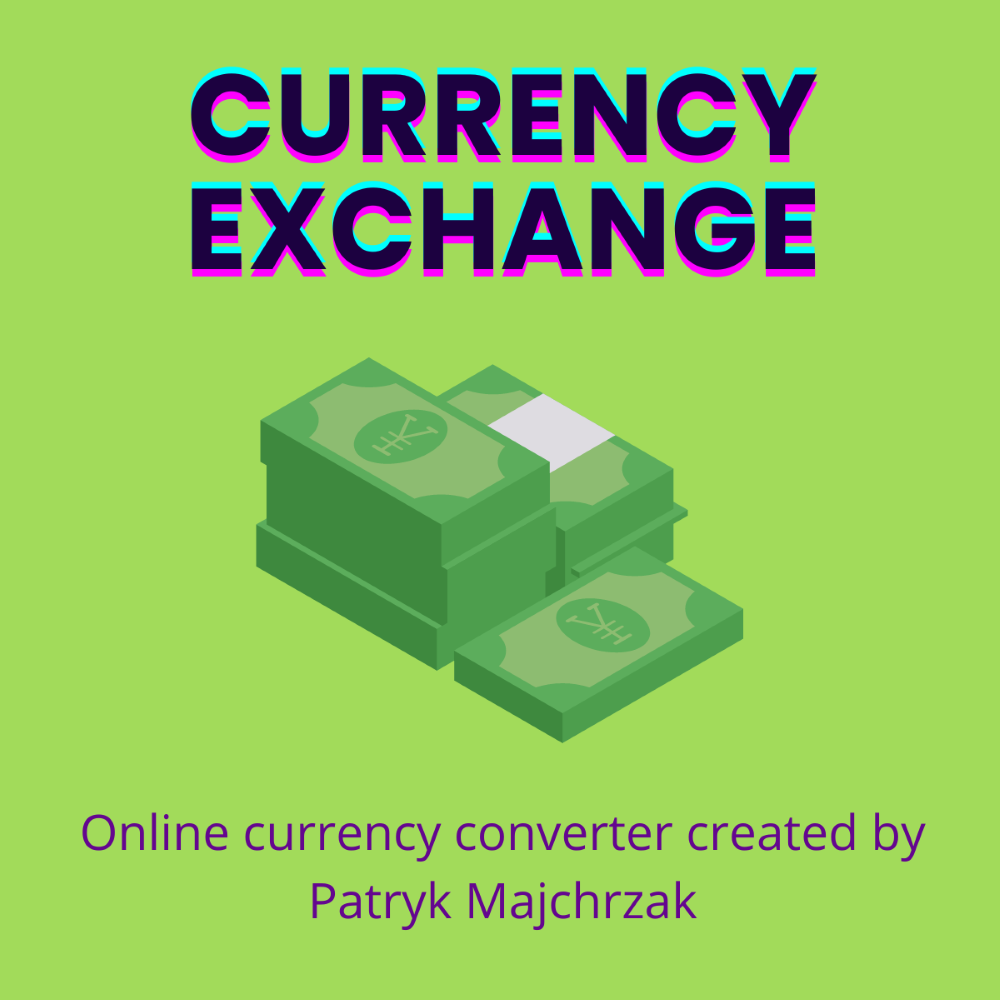 CURRENCY
EXCHANGE
¥
¥
Online currency converter created by
Patryk Majchrzak